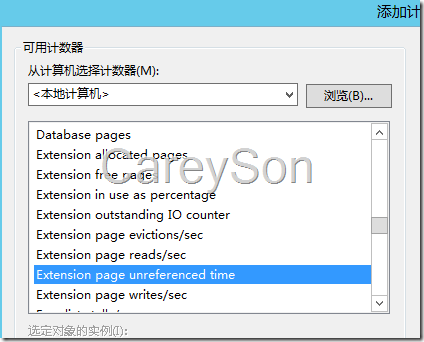 添加计
可用计数器
从计算机选择计数器(M):
<本地计算机>
浏览(B)...
Database pages
Extension allocated pages
Extension free pages
Extension in use as percentage
Extension outstanding IO counter
Extension page evictions/sec
Extension page reads/sec
Extension page unreferenced time
Extension page writes/sec
CareySon
选定对象的实例(I):